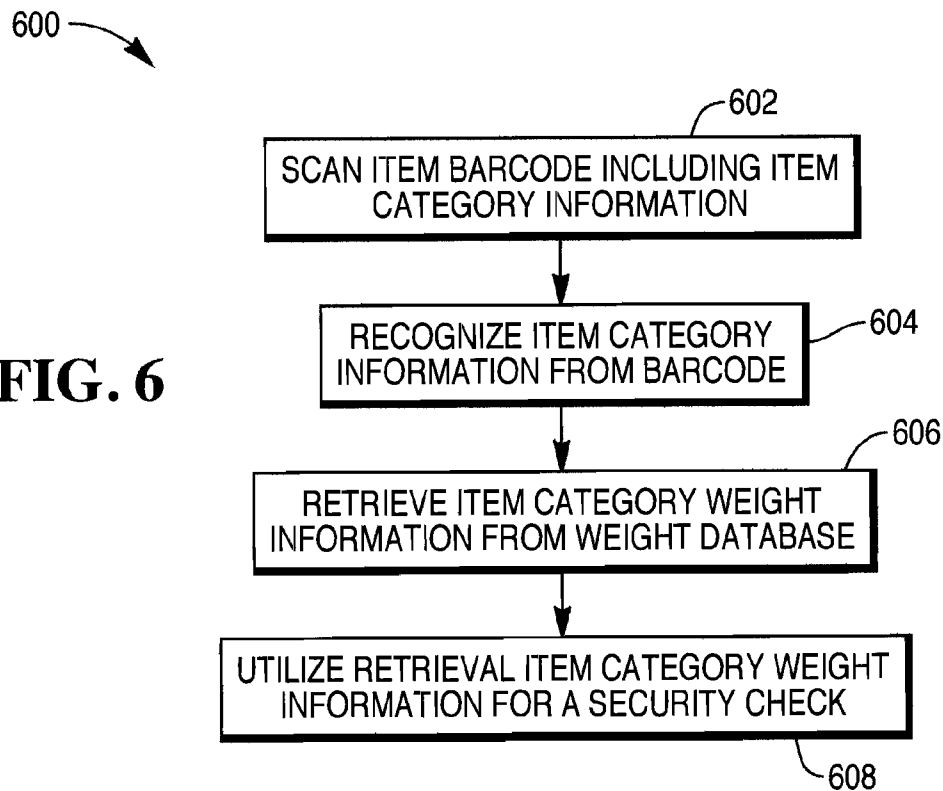 600
602
SCAN ITEM BARCODE INCLUDING ITEM
CATEGORY INFORMATION
604
RECOGNIZE ITEM CATEGORY
INFORMATION FROM BARCODE
FIG. 6
606
RETRIEVE ITEM CATEGORY WEIGHT
INFORMATION FROM WEIGHT DATABASE
UTILIZE RETRIEVAL ITEM CATEGORY WEIGHT
INFORMATION FOR A SECURITY CHECK
608